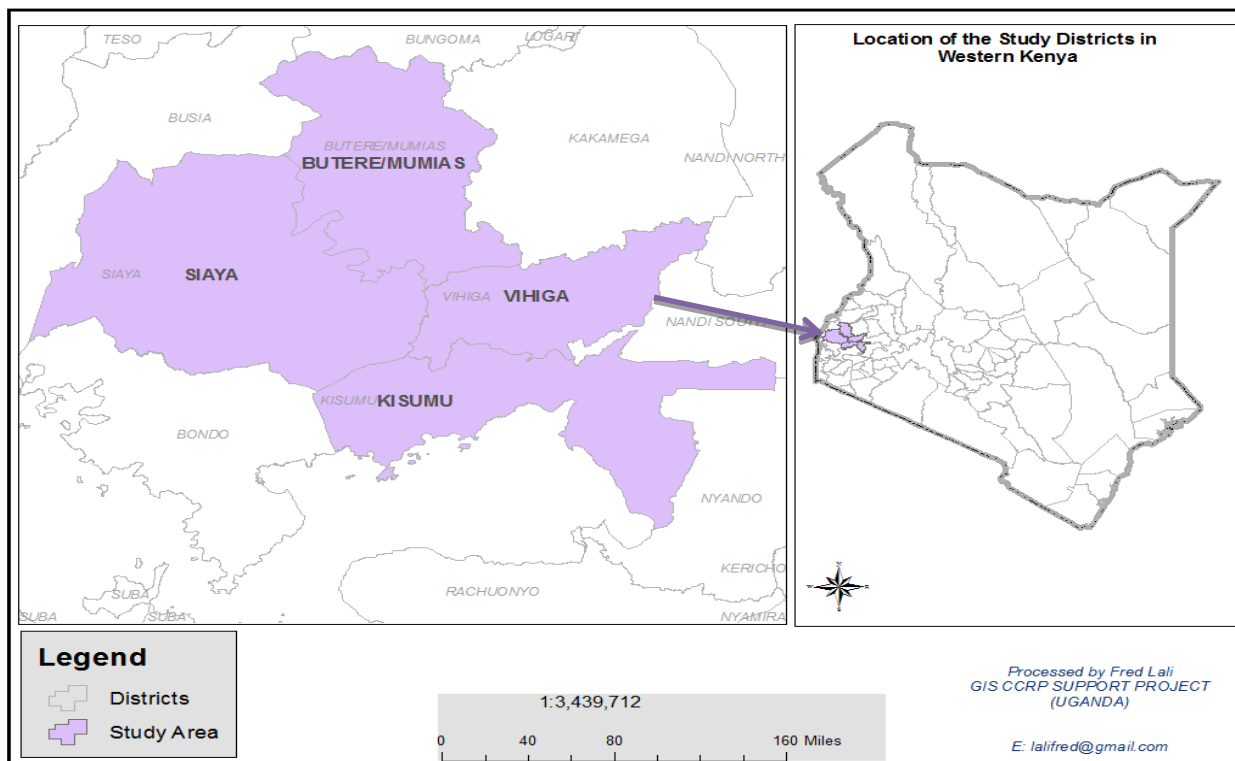 TESO
BUNGOMA
LOGARI
BUSIA
KAKAMEGA
BUTERE/MUMIAS
BUTERE/MUMIAS
NANDI NORTH
SIAYA
SIAYA
VIHIGA
VIHIGA
NANDI SOUTH
KISUMU
KISUMU
BONDO
NYANDO
KERICHO
RACHUONYO
SUBA
SUBA
SUBA
NYAMIRA
Location of the Study Districts in
Western Kenya
Legend
Districts
Study Area
1:3,439,712
0 40 80 160 Miles
Processed by Fred Lali
GIS CCRP SUPPORT PROJECT
(UGANDA)
E: lalifred@gmail.com